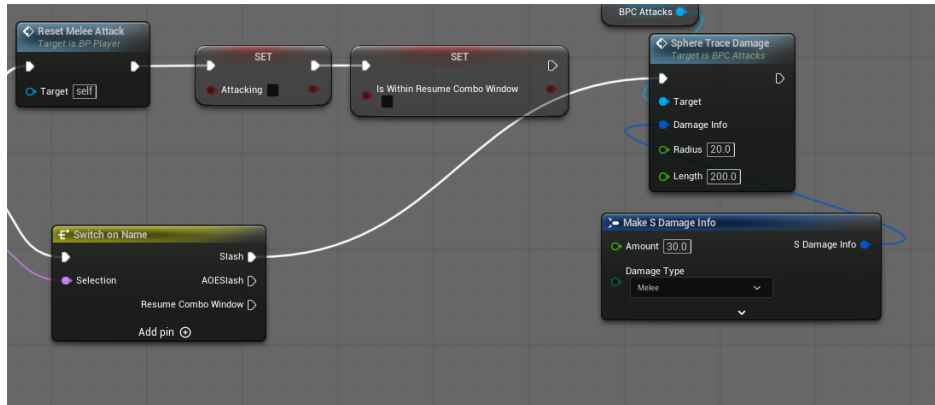 BPC Attacks
Reset Melee Attack
Target is BP Player
Target self
SET
Attacking
SET
Is Within Resume Combo Window
Sphere Trace Damage
Target is BPC Attacks
Target
Damage Info
Radius 20.0
Length 200.0
Switch on Name
Slash
Selection
AOESlash
Resume Combo Window
Add pin
Make S Damage Info
Amount 30.0
S Damage Info
Damage Type
Melee